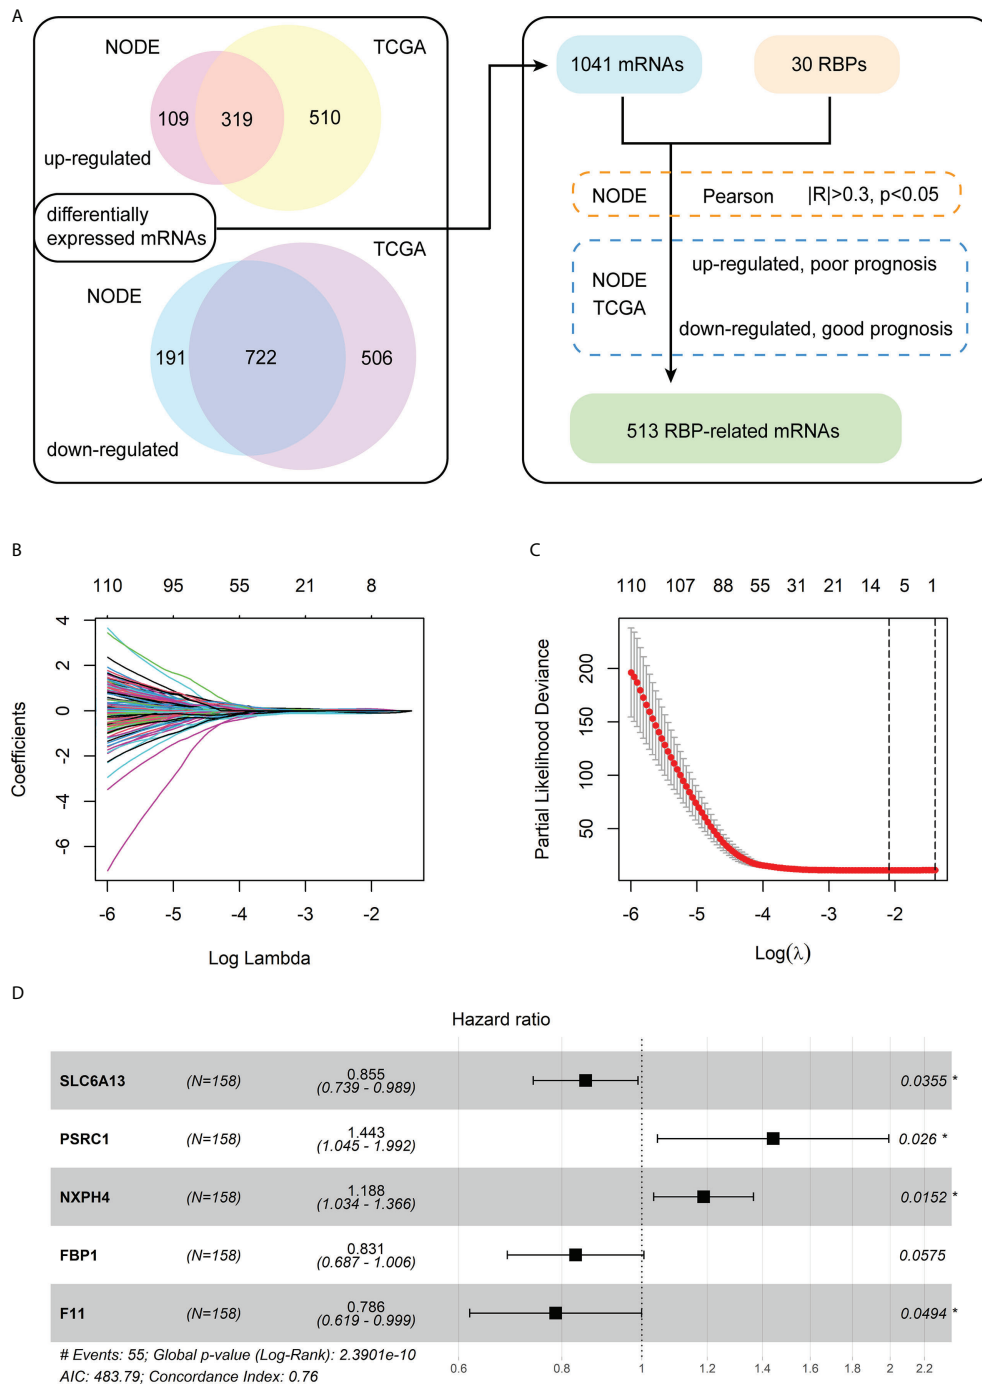 A
NODE
TCGA
109
319
510
up-regulated
differentially
expressed mRNAs
TCGA
NODE
191
722
506
down-regulated
1041 mRNAs
30 RBPs
NODE Pearson |R|>0.3, p<0.05
up-regulated, poor prognosis
NODE
TCGA
down-regulated, good prognosis
513 RBP-related mRNAs
B
110 95 55 21 8
4
2
0
-2
-4
-6
Coefficients
-6 -5 -4 -3 -2
Log Lambda
C
110 107 88 55 31 21 14 5 1
200
150
100
50
Partial Likelihood Deviance
-6 -5 -4 -3 -2
Log(λ)
D
Hazard ratio
SLC6A13 (N=158) 0.855 (0.739 - 0.989) 0.0355 *
PSRC1 (N=158) 1.443 (1.045 - 1.992) 0.026 *
NXPH4 (N=158) 1.188 (1.034 - 1.366) 0.0152 *
FBP1 (N=158) 0.831 (0.687 - 1.006) 0.0575
F11 (N=158) 0.786 (0.619 - 0.999) 0.0494 *
# Events: 55; Global p-value (Log-Rank): 2.3901e-10
AIC: 483.79; Concordance Index: 0.76
0.6 0.8 1 1.2 1.4 1.6 1.8 2 2.2